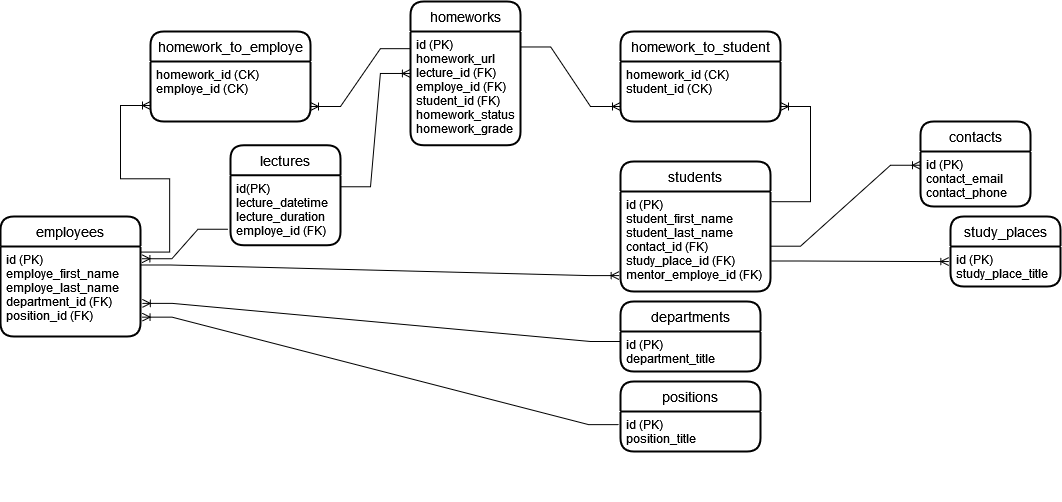 homeworks
id (PK)
homework_url
lecture_id (FK)
employe_id (FK)
student_id (FK)
homework_status
homework_grade
homework_to_employe
homework_id (CK)
employe_id (CK)
homework_to_student
homework_id (CK)
student_id (CK)
lectures
id(PK)
lecture_datetime
lecture_duration
employe_id (FK)
students
id (PK)
student_first_name
student_last_name
contact_id (FK)
study_place_id (FK)
mentor_employe_id (FK)
contacts
id (PK)
contact_email
contact_phone
employees
id (PK)
employe_first_name
employe_last_name
department_id (FK)
position_id (FK)
study_places
id (PK)
study_place_title
departments
id (PK)
department_title
positions
id (PK)
position_title